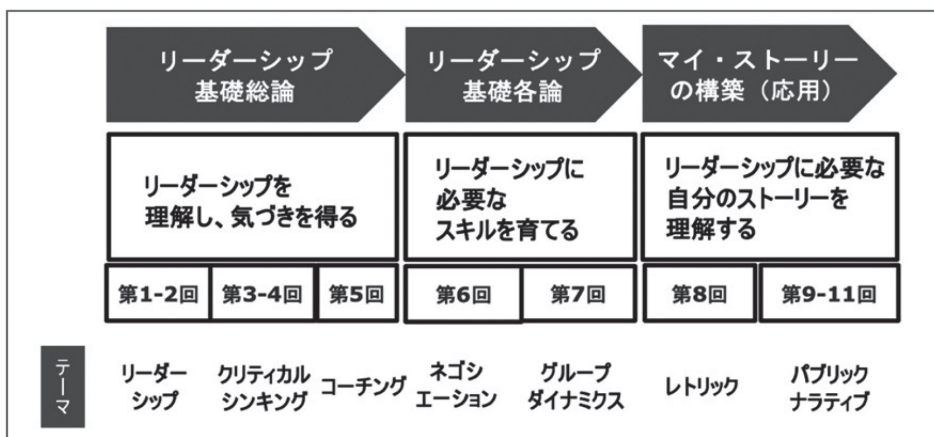 リーダーシップ
基礎総論
リーダーシップ
基礎各論
マイ・ストーリー
の構築（応用）
リーダーシップを
理解し、気づきを得る
リーダーシップに
必要な
スキルを育てる
リーダーシップに必要な
自分のストーリーを
理解する
第1-2回
第3-4回
第5回
第6回
第7回
第8回
第9-11回
テーマ
リーダー
シップ
クリティカル
シンキング
コーチング
ネゴシ
エーション
グループ
ダイナミクス
レトリック
パブリック
ナラティブ